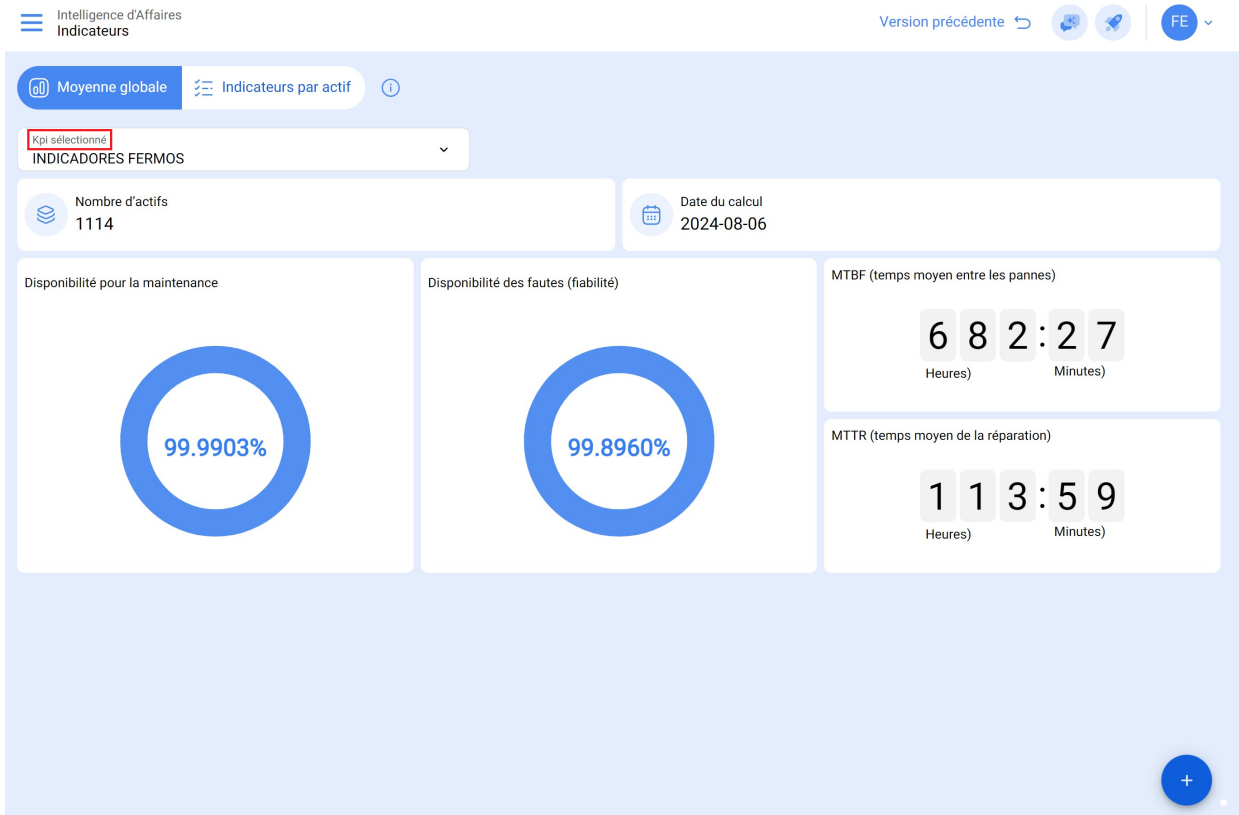 Intelligence d'Affaires
Indicateurs
Version précédente
FE
Moyenne globale
Indicateurs par actif
Kpi sélectionné
INDICADORES FERMOS
Nombre d'actifs
1114
Date du calcul
2024-08-06
Disponibilité pour la maintenance
99.9903%
Disponibilité des fautes (fiabilité)
99.8960%
MTBF (temps moyen entre les pannes)
682:27
Heures) Minutes)
MTTR (temps moyen de la réparation)
113:59
Heures) Minutes)